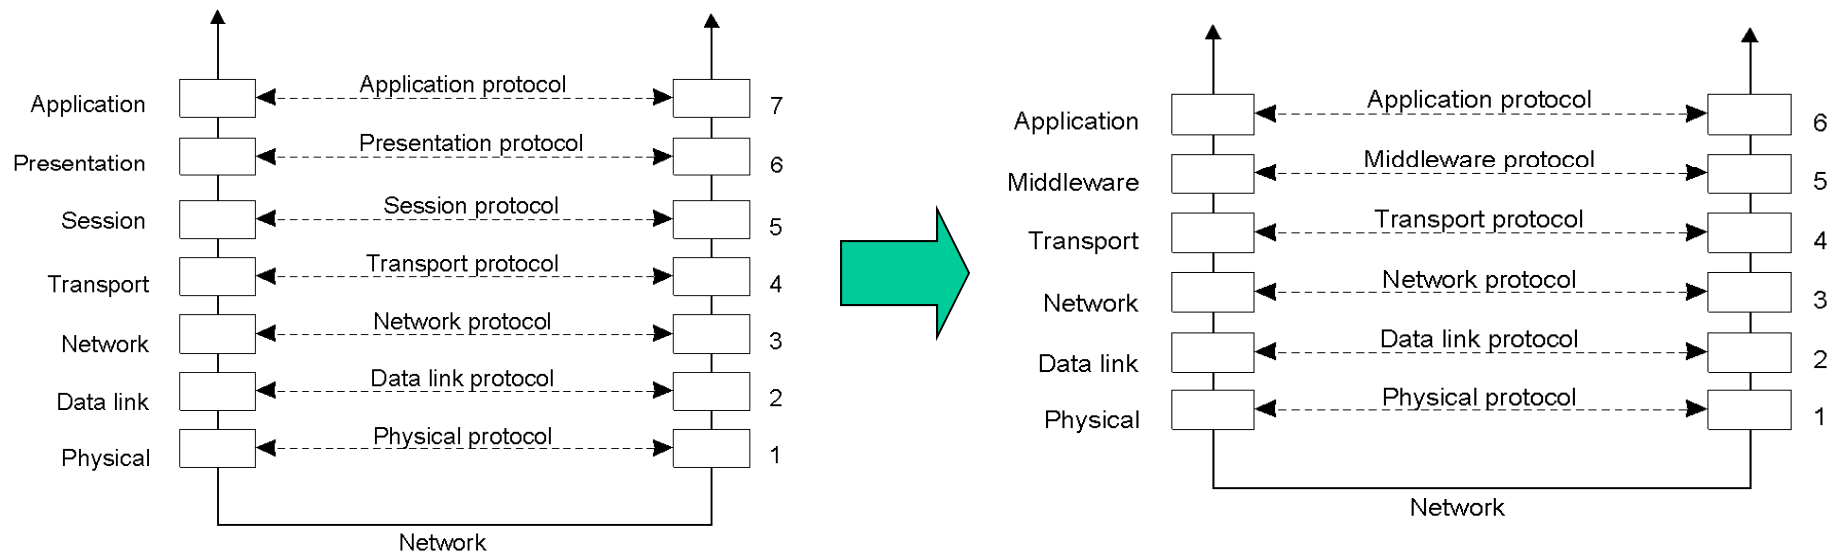 Application protocol
Application
7
Presentation protocol
Presentation
6
Session protocol
Session
5
Transport protocol
Transport
4
Network protocol
Network
3
Data link protocol
Data link
2
Physical protocol
Physical
1
Network
Application protocol
Application
6
Middleware protocol
Middleware
5
Transport protocol
Transport
4
Network protocol
Network
3
Data link protocol
Data link
2
Physical protocol
Physical
1
Network